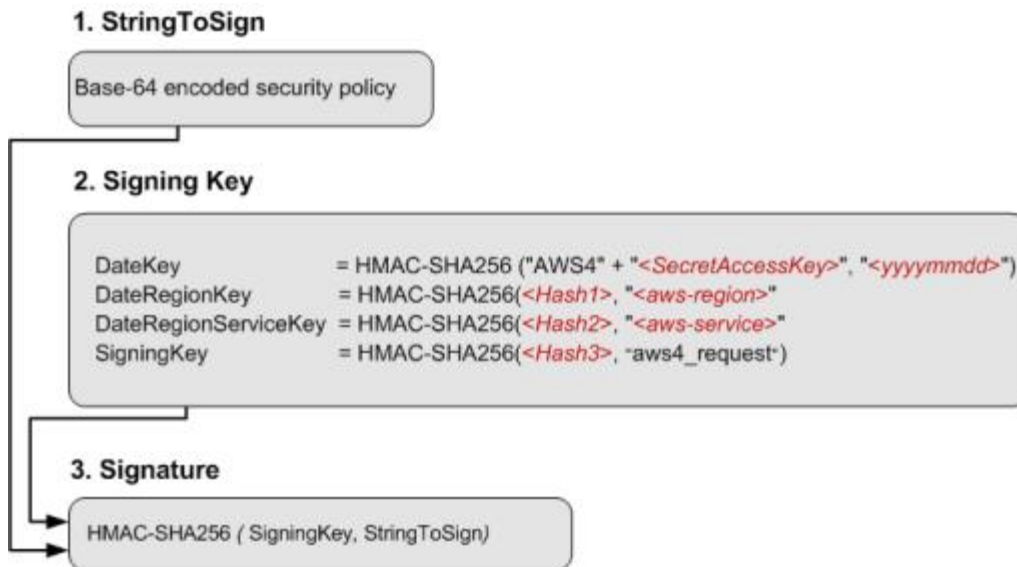 1. StringToSign
Base-64 encoded security policy
2. Signing Key
DateKey = HMAC-SHA256 ("AWS4" + "<SecretAccessKey>", "<yyyymmdd>")
DateRegionKey = HMAC-SHA256(<Hash1>, "<aws-region>"
DateRegionServiceKey = HMAC-SHA256(<Hash2>, "<aws-service>"
SigningKey = HMAC-SHA256(<Hash3>, "aws4_request")
3. Signature
HMAC-SHA256 ( SigningKey, StringToSign)